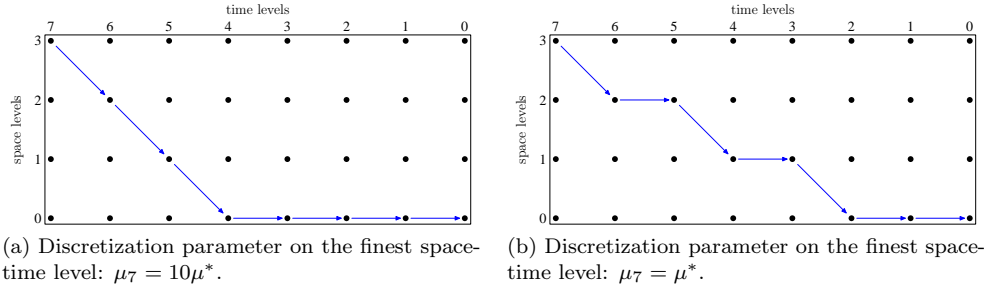 time levels
7 6 5 4 3 2 1 0
3
2
1
0
space levels
(a) Discretization parameter on the finest space-
time level: μ₇ = 10μ*.
time levels
7 6 5 4 3 2 1 0
3
2
1
0
space levels
(b) Discretization parameter on the finest space-
time level: μ₇ = μ*.